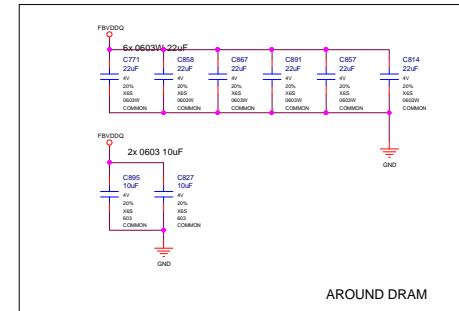 FBVDDQ
6x 0603W 22uF
C771 C858 C867 C891 C857 C814
22uF 22uF 22uF 22uF 22uF 22uF
4V 4V 4V 4V 4V 4V
20% 20% 20% 20% 20% 20%
X6S X6S X6S X6S X6S X6S
0603W 0603W 0603W 0603W 0603W 0603W
COMMON COMMON COMMON COMMON COMMON COMMON
FBVDDQ
GND
2x 0603 10uF
C895 C827
10uF 10uF
4V 4V
20% 20%
X6S X6S
603 603
COMMON COMMON
GND
AROUND DRAM